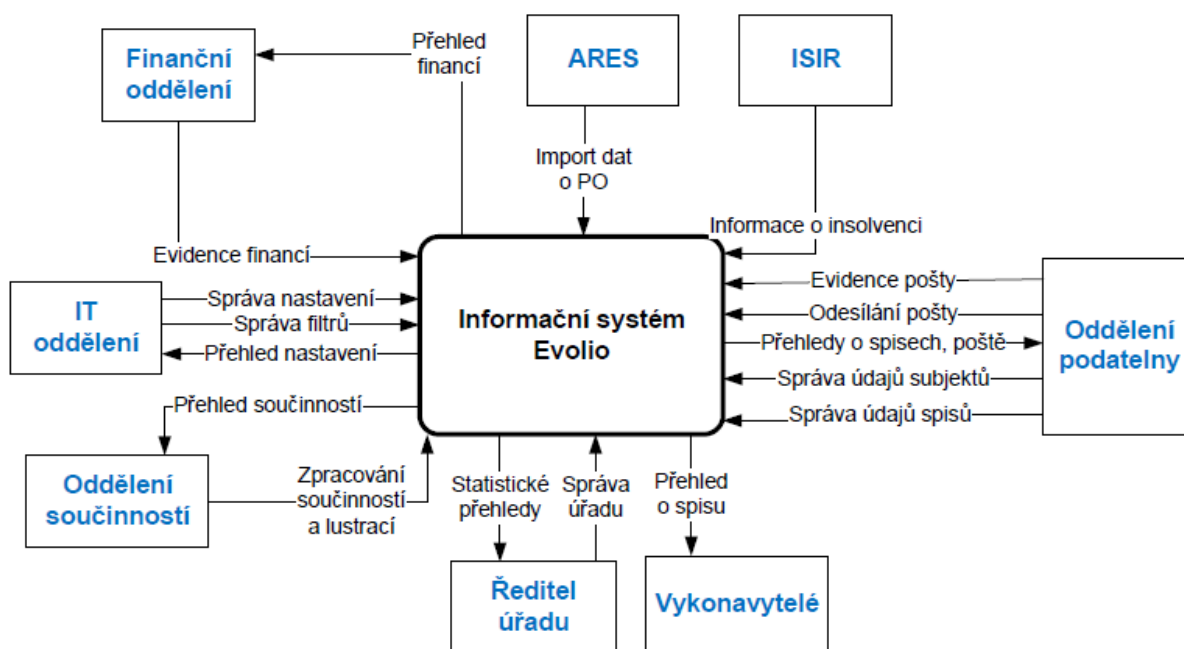 Finanční
oddělení
Přehled
financí
ARES
ISIR
Import dat
o PO
Informace o insolvenci
Evidence financí
Evidence pošty
IT
oddělení
Správa nastavení
Správa filtrů
Přehled nastavení
Informační systém
Evolio
Odesílání pošty
Přehledy o spisech, poště
Správa údajů subjektů
Správa údajů spisů
Oddělení
podatelny
Přehled součinností
Oddělení
součinností
Zpracování
součinností
a lustrací
Statistické
přehledy
Správa
úřadu
Přehled
o spisu
Ředitel
úřadu
Vykonavytelé